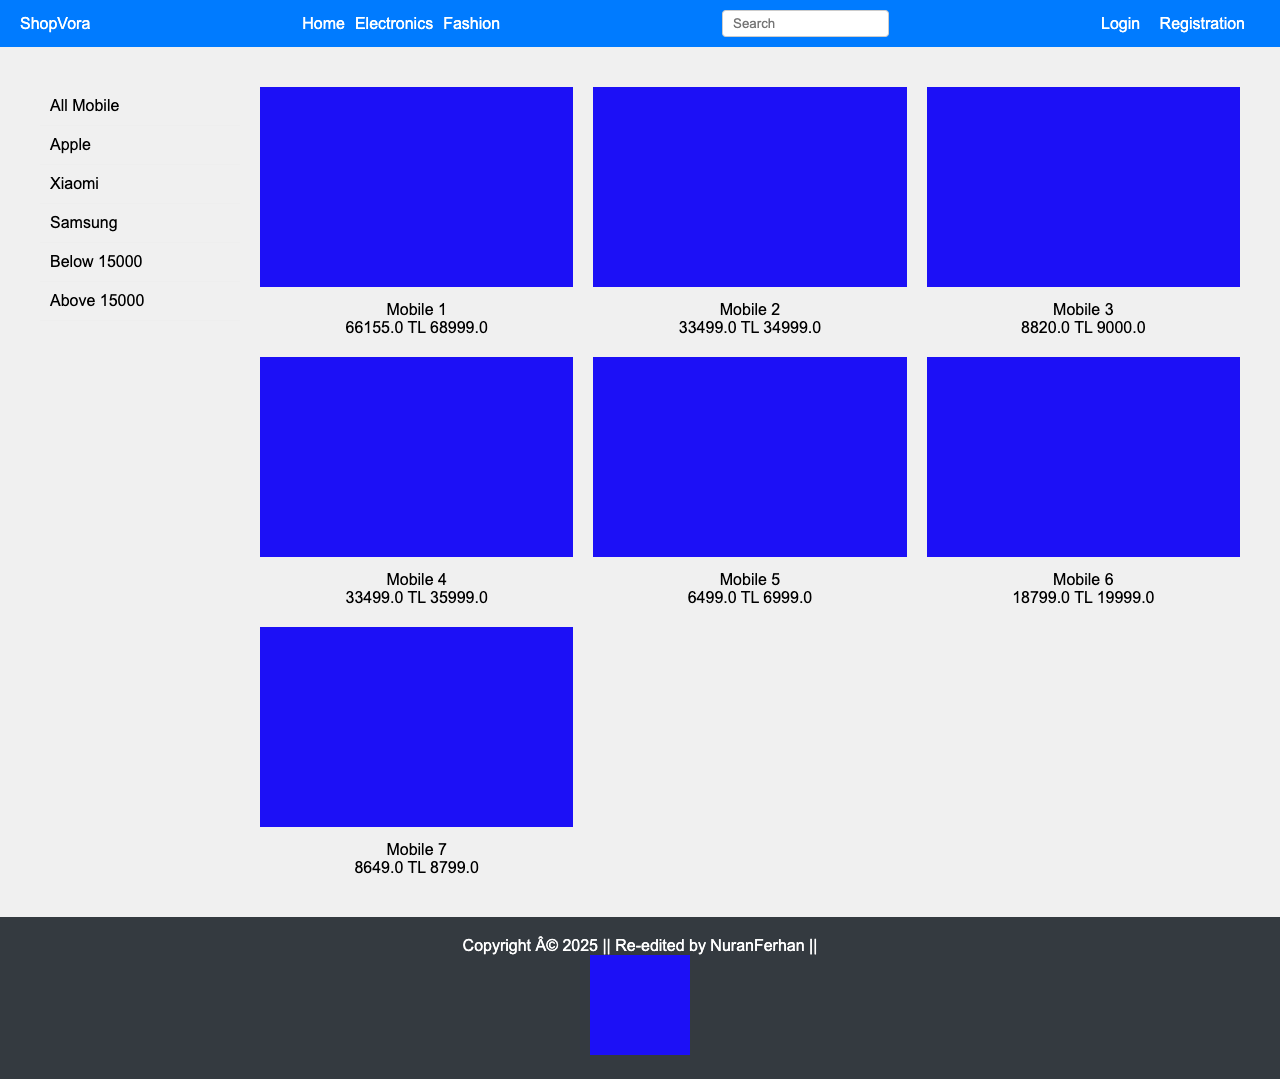 ShopVora
Home Electronics Fashion
Search
Login Registration
All Mobile
Apple
Xiaomi
Samsung
Below 15000
Above 15000
Mobile 1
66155.0 TL 68999.0
Mobile 2
33499.0 TL 34999.0
Mobile 3
8820.0 TL 9000.0
Mobile 4
33499.0 TL 35999.0
Mobile 5
6499.0 TL 6999.0
Mobile 6
18799.0 TL 19999.0
Mobile 7
8649.0 TL 8799.0
Copyright Â© 2025 || Re-edited by NuranFerhan ||